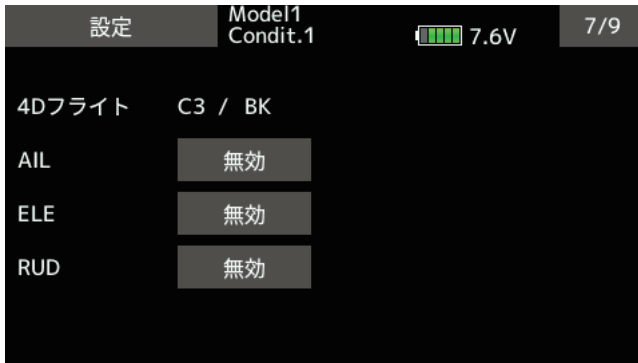 設定 Model1 7.6V 7/9
Condit.1
4Dフライト C3 / BK
AIL 無効
ELE 無効
RUD 無効